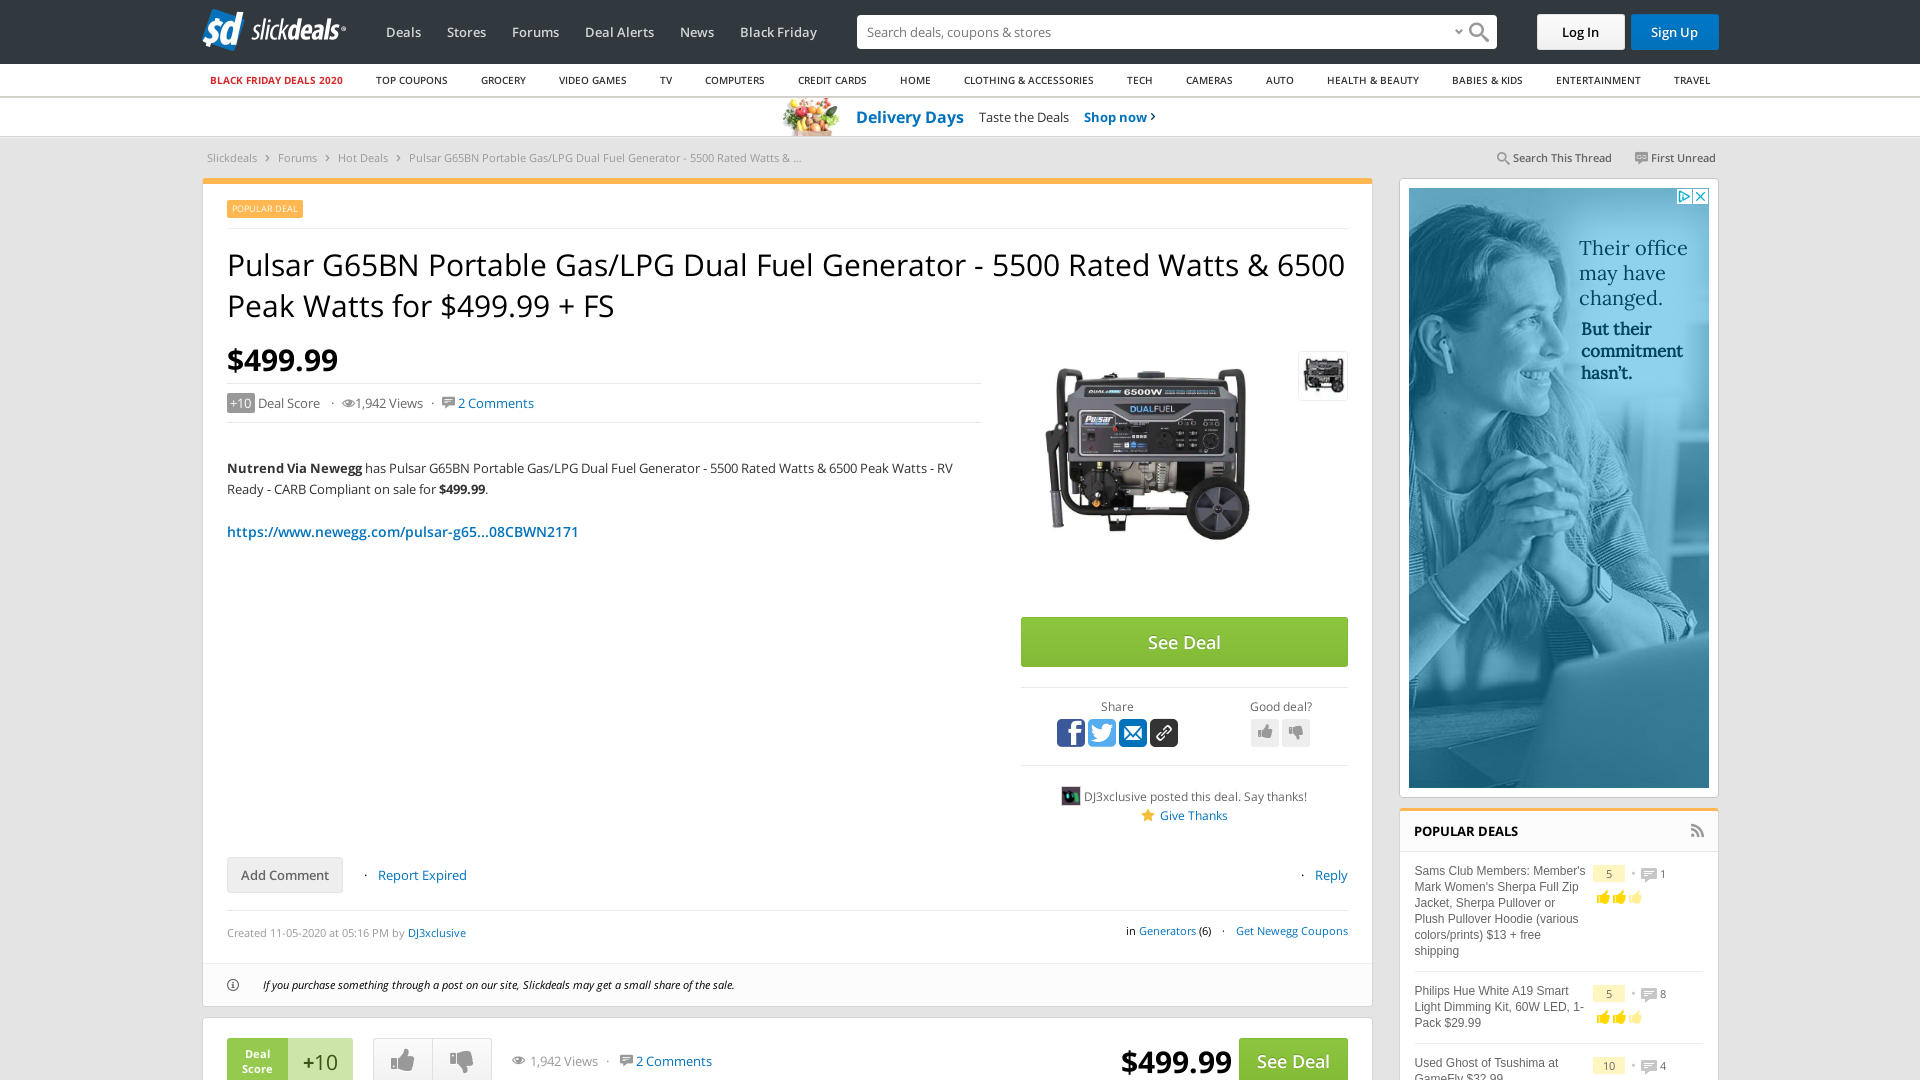 slickdeals
Deals
Stores
Forums
Deal Alerts
News
Black Friday
Search deals, coupons & stores
Log In
Sign Up
BLACK FRIDAY DEALS 2020
TOP COUPONS
GROCERY
VIDEO GAMES
TV
COMPUTERS
CREDIT CARDS
HOME
CLOTHING & ACCESSORIES
TECH
CAMERAS
AUTO
HEALTH & BEAUTY
BABIES & KIDS
ENTERTAINMENT
TRAVEL
Delivery Days Taste the Deals Shop now
Slickdeals > Forums > Hot Deals > Pulsar G65BN Portable Gas/LPG Dual Fuel Generator - 5500 Rated Watts & ...
Search This Thread
First Unread
POPULAR DEAL
Pulsar G65BN Portable Gas/LPG Dual Fuel Generator - 5500 Rated Watts & 6500
Peak Watts for $499.99 + FS
$499.99
+10 Deal Score · 1,942 Views · 2 Comments
Nutrend Via Newegg has Pulsar G65BN Portable Gas/LPG Dual Fuel Generator - 5500 Rated Watts & 6500 Peak Watts - RV
Ready - CARB Compliant on sale for $499.99.
https://www.newegg.com/pulsar-g65...08CBWN2171
6500W
DUALFUEL
Pulsar
See Deal
Share
Good deal?
DJ3xclusive posted this deal. Say thanks!
Give Thanks
Add Comment
· Report Expired
· Reply
Created 11-05-2020 at 05:16 PM by DJ3xclusive
in Generators (6) · Get Newegg Coupons
If you purchase something through a post on our site, Slickdeals may get a small share of the sale.
Deal
Score
+10
1,942 Views · 2 Comments
$499.99
See Deal
Their office
may have
changed.
But their
commitment
hasn't.
POPULAR DEALS
Sams Club Members: Member's
Mark Women's Sherpa Full Zip
Jacket, Sherpa Pullover or
Plush Pullover Hoodie (various
colors/prints) $13 + free
shipping
5 · 1
Philips Hue White A19 Smart
Light Dimming Kit, 60W LED, 1-
Pack $29.99
5 · 8
Used Ghost of Tsushima at
GameFly $32.99
10 · 4